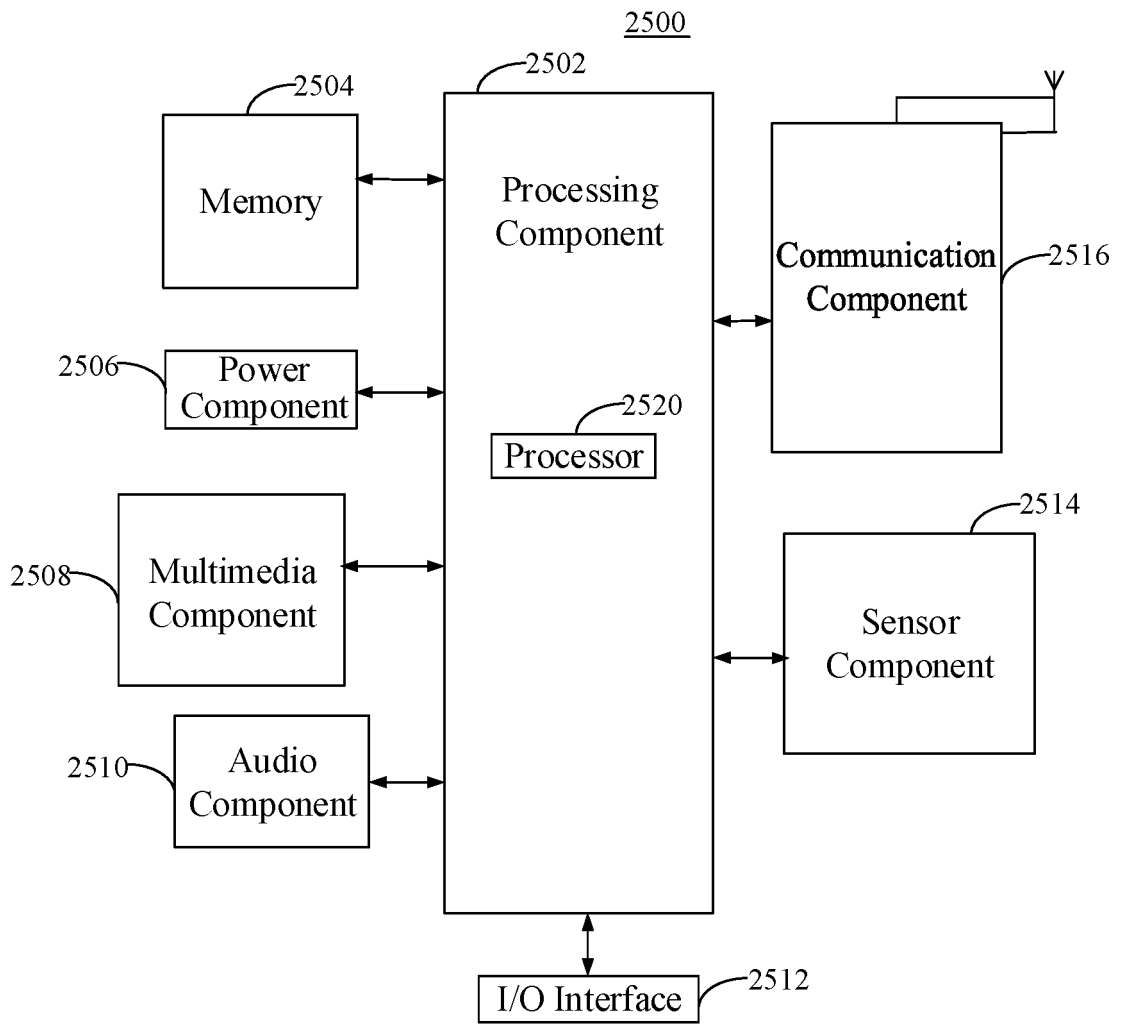 2500
2502
2504
Memory
Processing
Component
Communication
Component
2516
2506
Power
Component
2520
Processor
2514
2508
Multimedia
Component
Sensor
Component
2510
Audio
Component
I/O Interface
2512